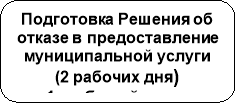 Подготовка Решения об
отказе в предоставление
муниципальной услуги
(2 рабочих дня)